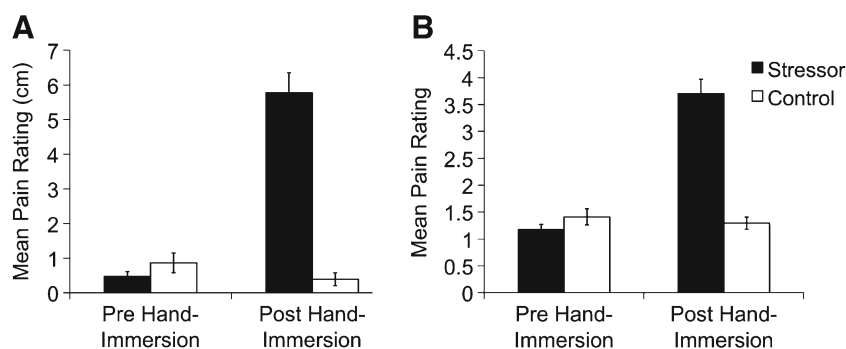 A
Mean Pain Rating (cm)
7
6
5
4
3
2
1
0
Pre Hand-
Immersion
Post Hand-
Immersion
B
Mean Pain Rating
4.5
4
3.5
3
2.5
2
1.5
1
0.5
0
Pre Hand-
Immersion
Post Hand-
Immersion
Stressor
Control